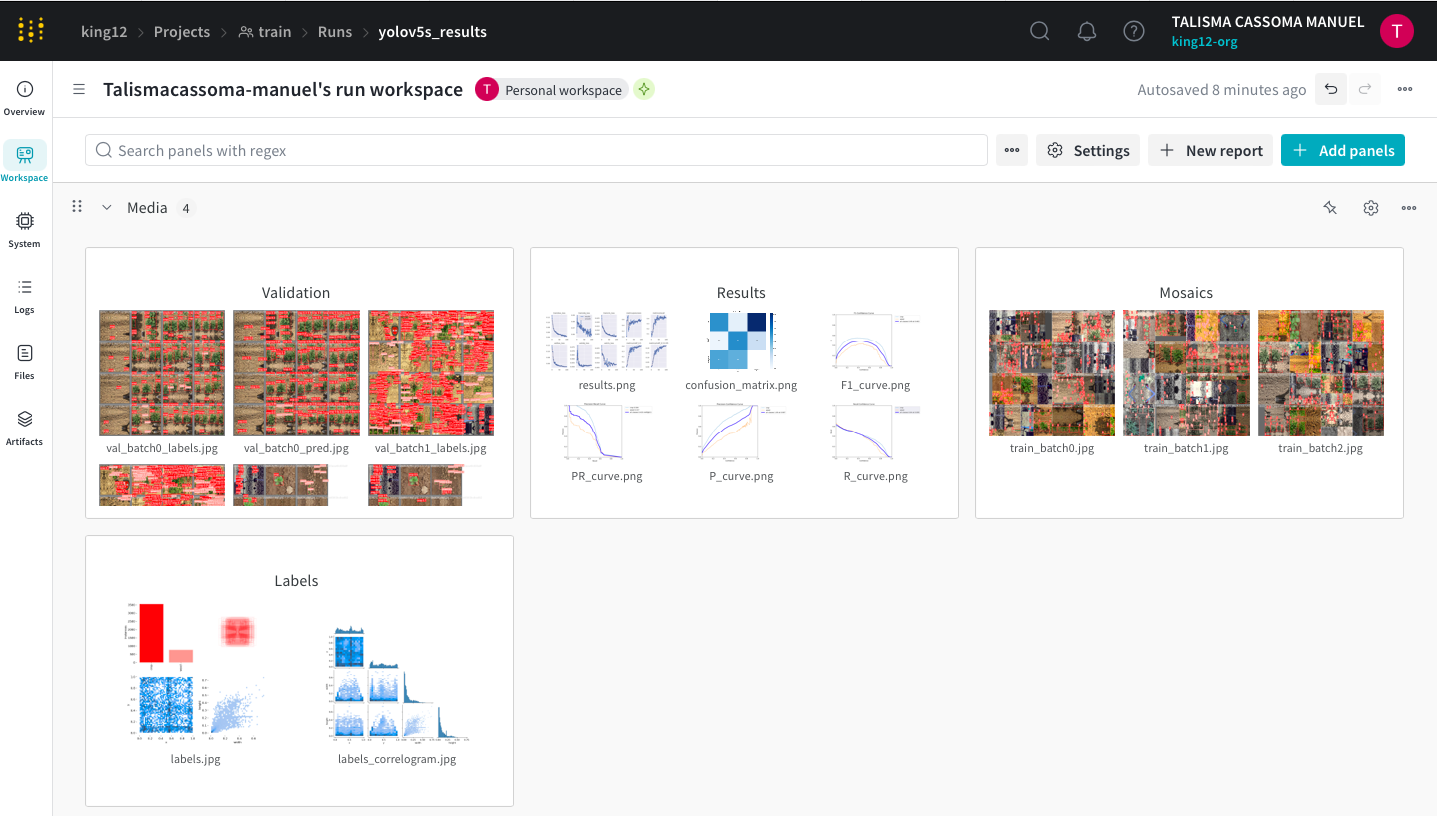 king12 > Projects > train > Runs > yolov5s_results
TALISMA CASSOMA MANUEL
king12-org
T
Talismacassoma-manuel's run workspace
T Personal workspace
Autosaved 8 minutes ago
Overview
Workspace
System
Logs
Files
Artifacts
Search panels with regex
Settings
New report
Add panels
Media 4
Validation
val_batch0_labels.jpg val_batch0_pred.jpg val_batch1_labels.jpg
Results
results.png confusion_matrix.png F1_curve.png
PR_curve.png P_curve.png R_curve.png
Mosaics
train_batch0.jpg train_batch1.jpg train_batch2.jpg
Labels
labels.jpg labels_correlogram.jpg